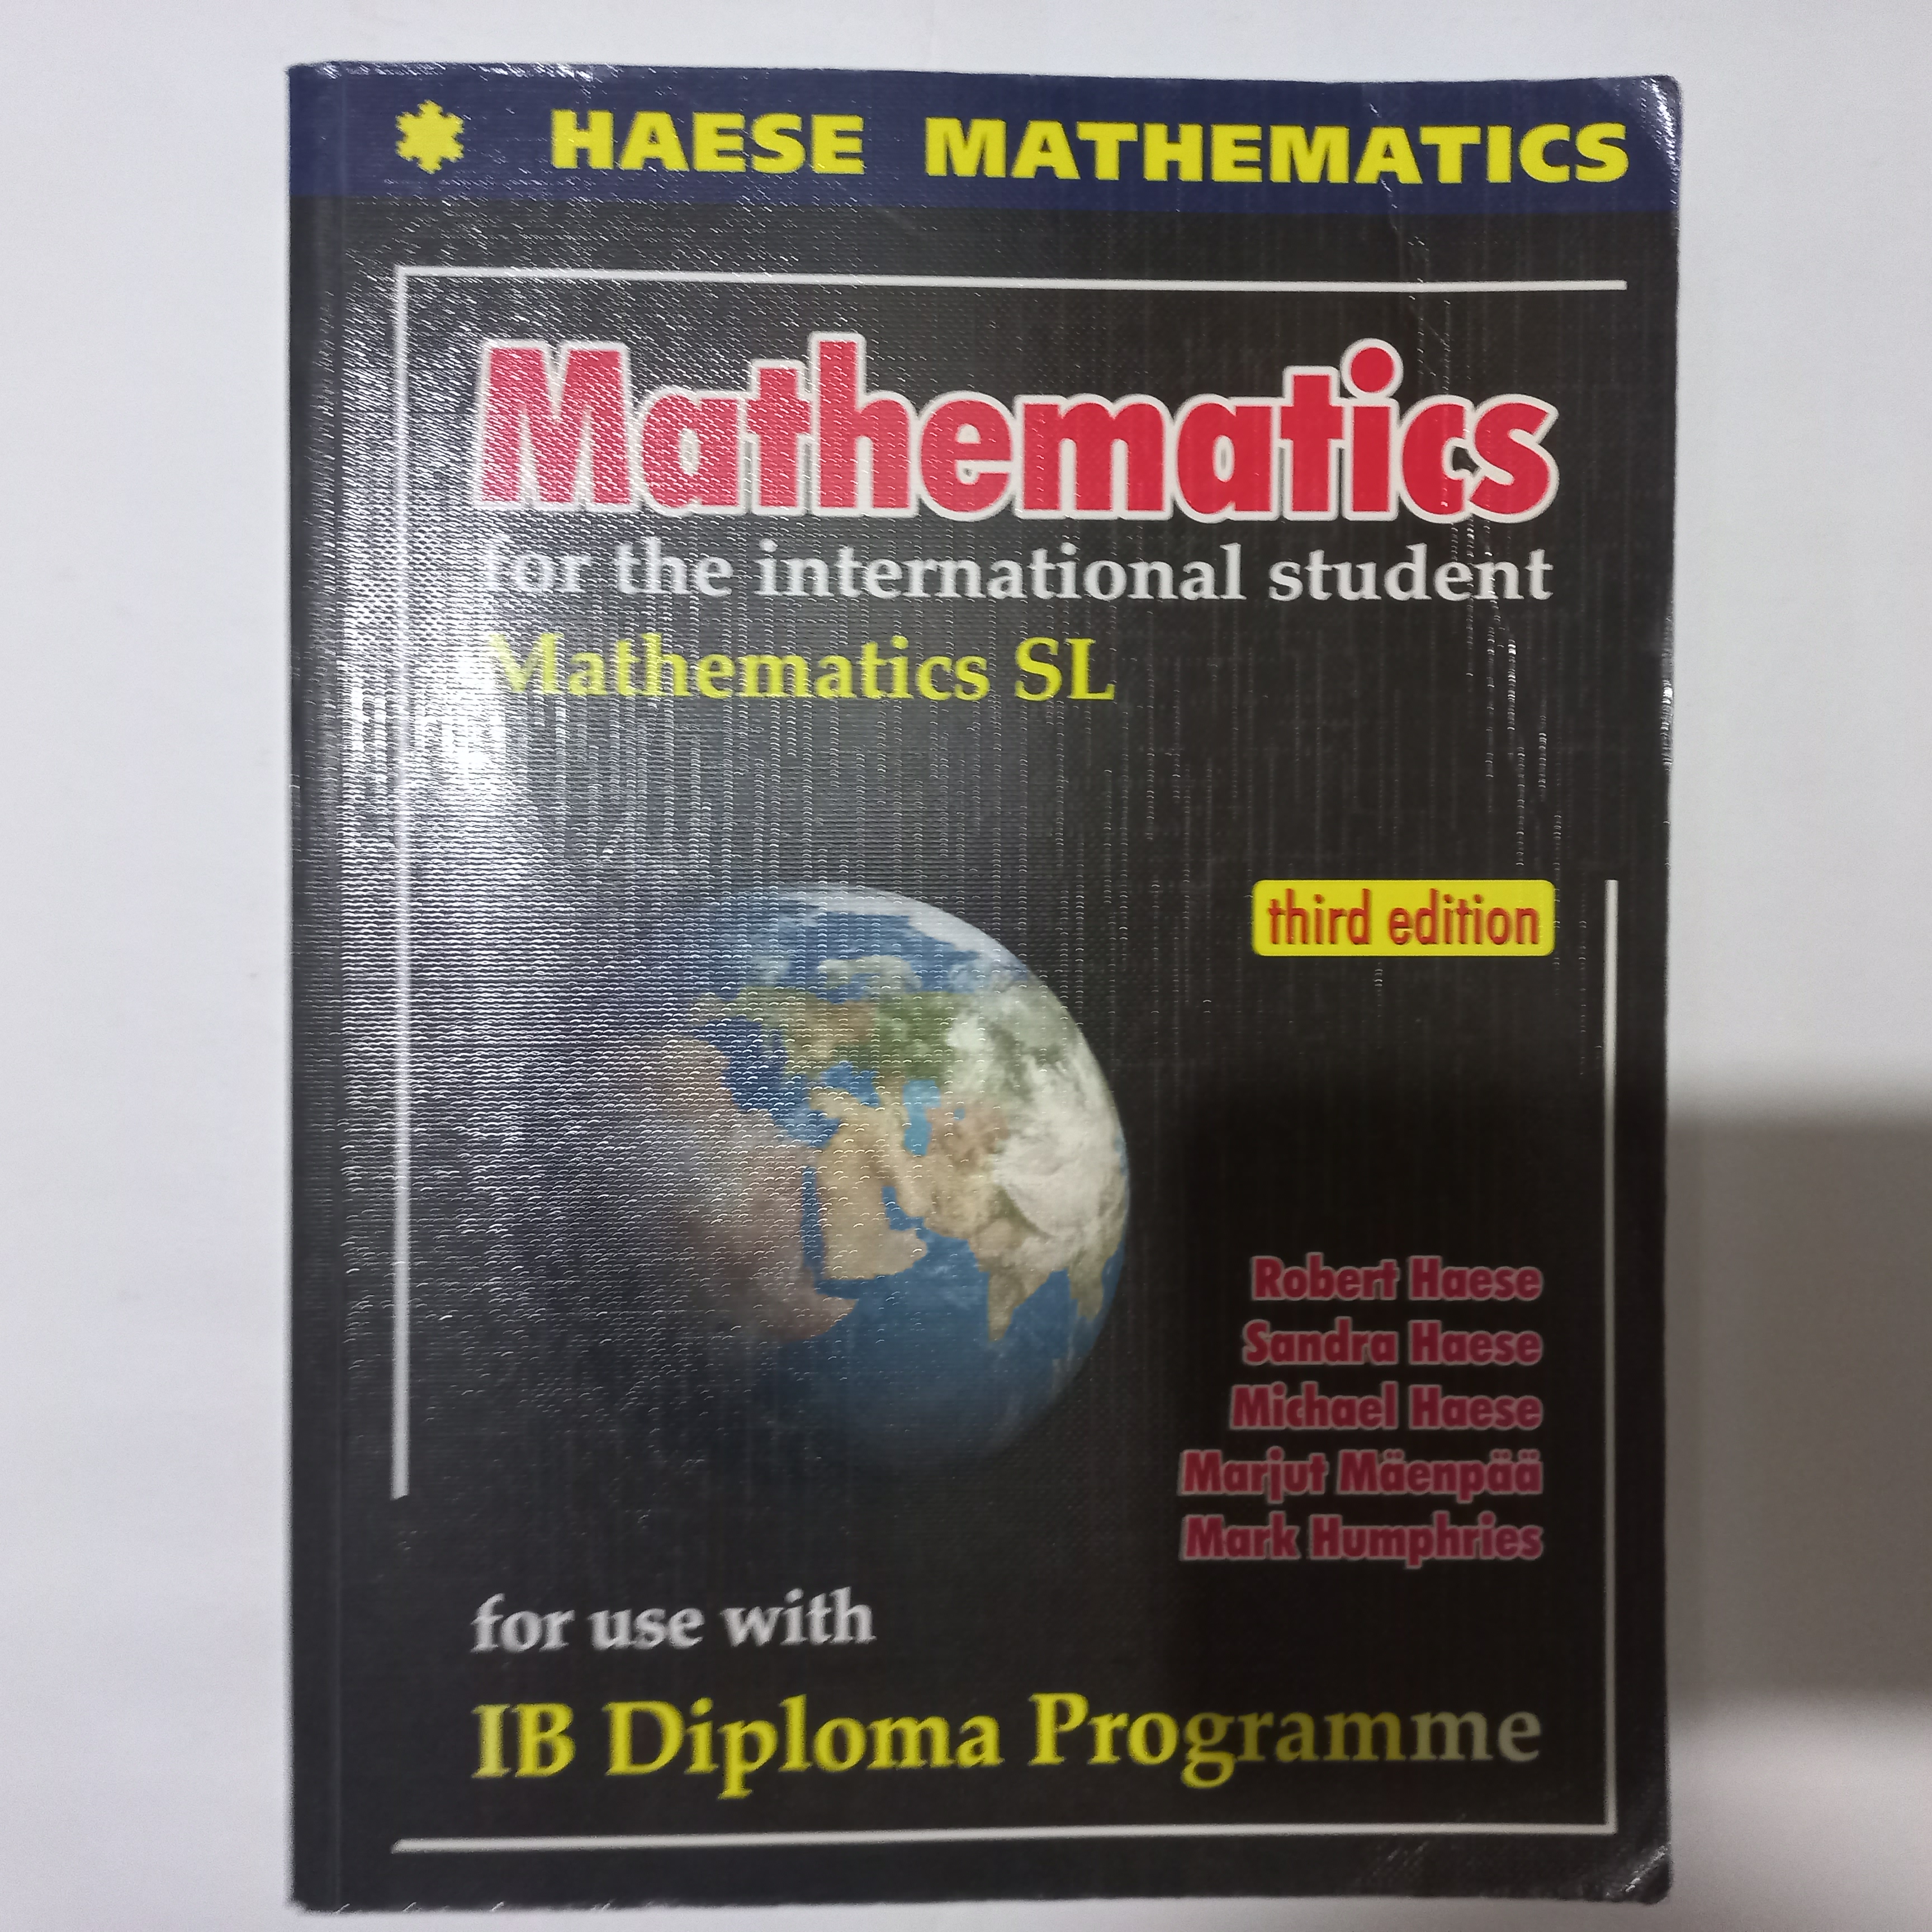 HAESE MATHEMATICS
Mathematics
for the international student
Mathematics SL
third edition
Robert Haese
Sandra Haese
Michael Haese
Marjut Mäenpää
Mark Humphries
for use with
IB Diploma Programme